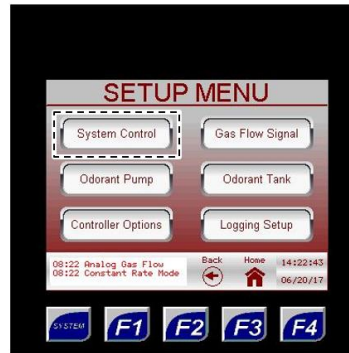 SETUP MENU
System Control
Gas Flow Signal
Odorant Pump
Odorant Tank
Controller Options
Logging Setup
08:22 Analog Gas Flow
08:22 Constant Rate Mode
Back
Home
14:22:43
06/20/17
SYSTEM
F1
F2
F3
F4